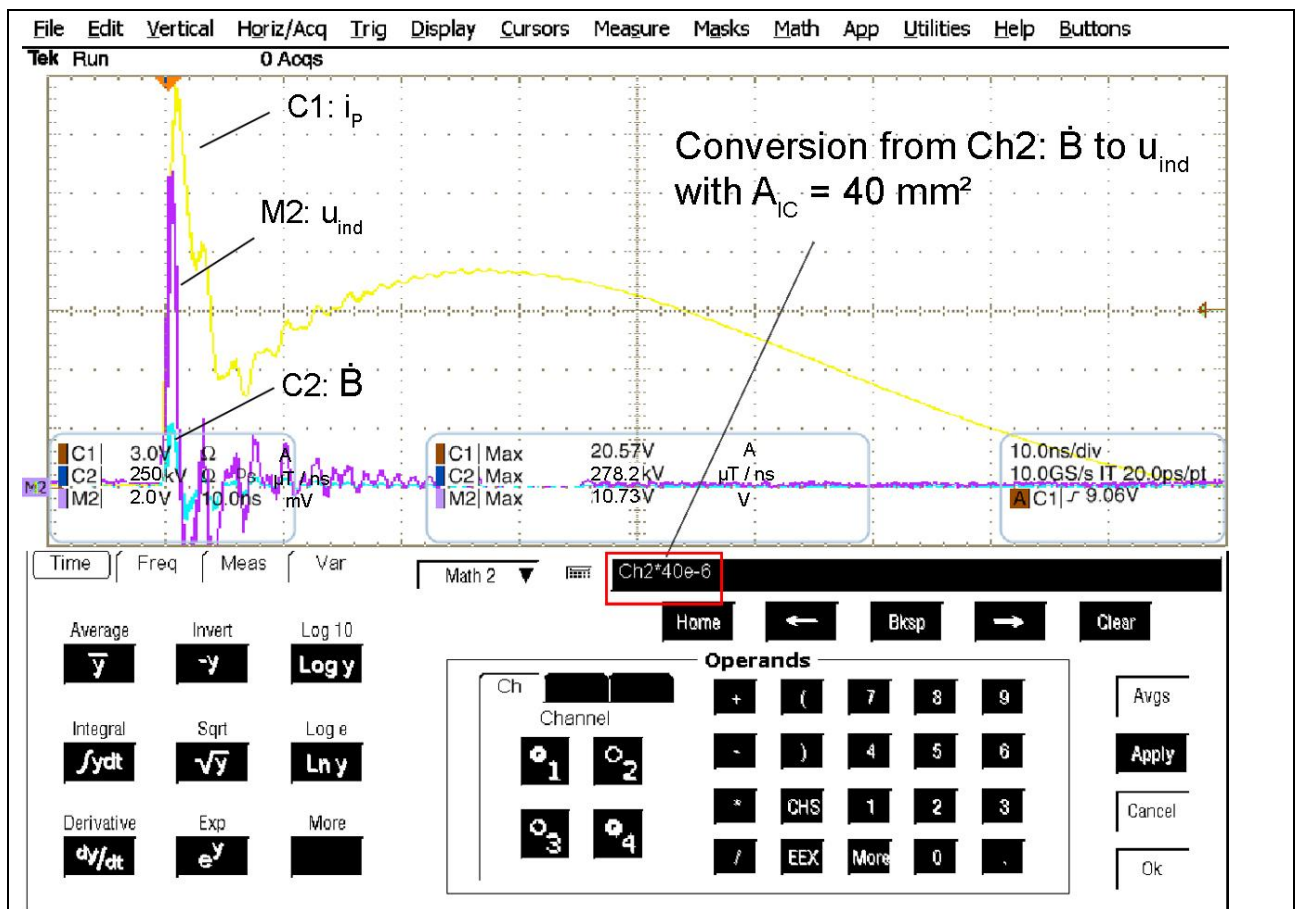 File Edit Vertical Horiz/Acq Trig Display Cursors Measure Masks Math App Utilities Help Buttons
Tek Run 0 Acqs
C1: iP
Conversion from Ch2: Ḃ to uind
with AIC = 40 mm²
M2: uind
C2: Ḃ
C1 3.0V Ω A
C2 250kV Ω Ps µT/ns
M2 2.0V 10.0ns mV
C1 Max 20.57V A
C2 Max 278.2kV µT/ns
M2 Max 10.73V V
10.0ns/div
10.0GS/s IT 20.0ps/pt
A C1 9.06V
M2
Time Freq Meas Var
Math 2 Ch2*40e-6
Home ← Bksp → Clear
Average Invert Log 10
y -y Log y
Integral Sqrt Log e
∫ydt √y Ln y
Derivative Exp More
dy/dt eʸ
Operands
Ch
Channel
1 2
3 4
+ ( 7 8 9
- ) 4 5 6
* CHS 1 2 3
/ EEX More 0 .
Avgs
Apply
Cancel
Ok